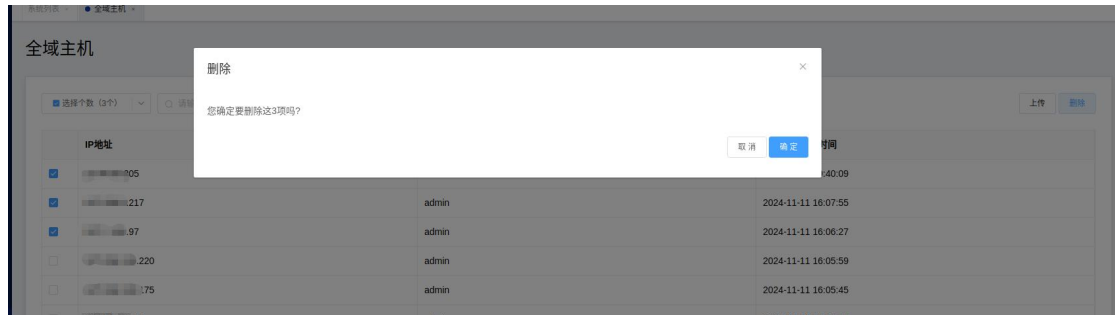 系统列表 × ● 全域主机 ×
全域主机
删除 ×
选择个数（3个）
上传 删除
您确定要删除这3项吗?
取消 确定
IP地址 时间
205 :40:09
217 admin 2024-11-11 16:07:55
.97 admin 2024-11-11 16:06:27
.220 admin 2024-11-11 16:05:59
175 admin 2024-11-11 16:05:45